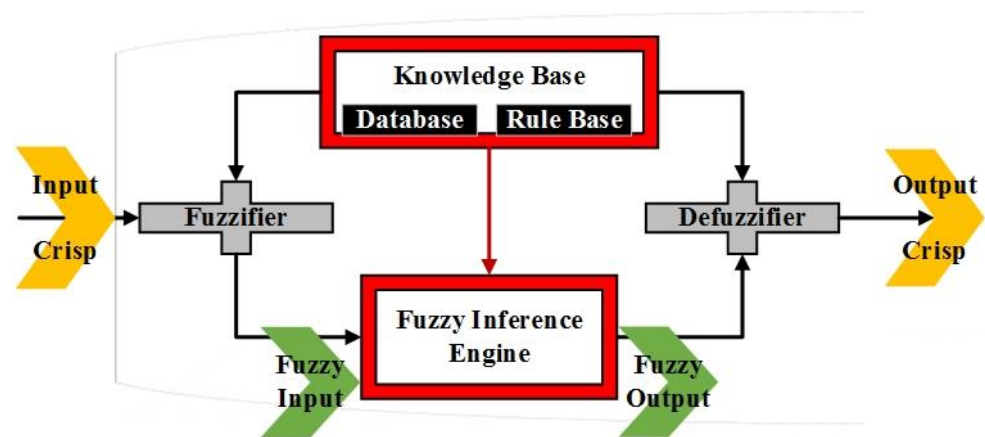 Knowledge Base
Database
Rule Base
Input
Crisp
Fuzzifier
Defuzzifier
Output
Crisp
Fuzzy Inference
Engine
Fuzzy
Input
Fuzzy
Output